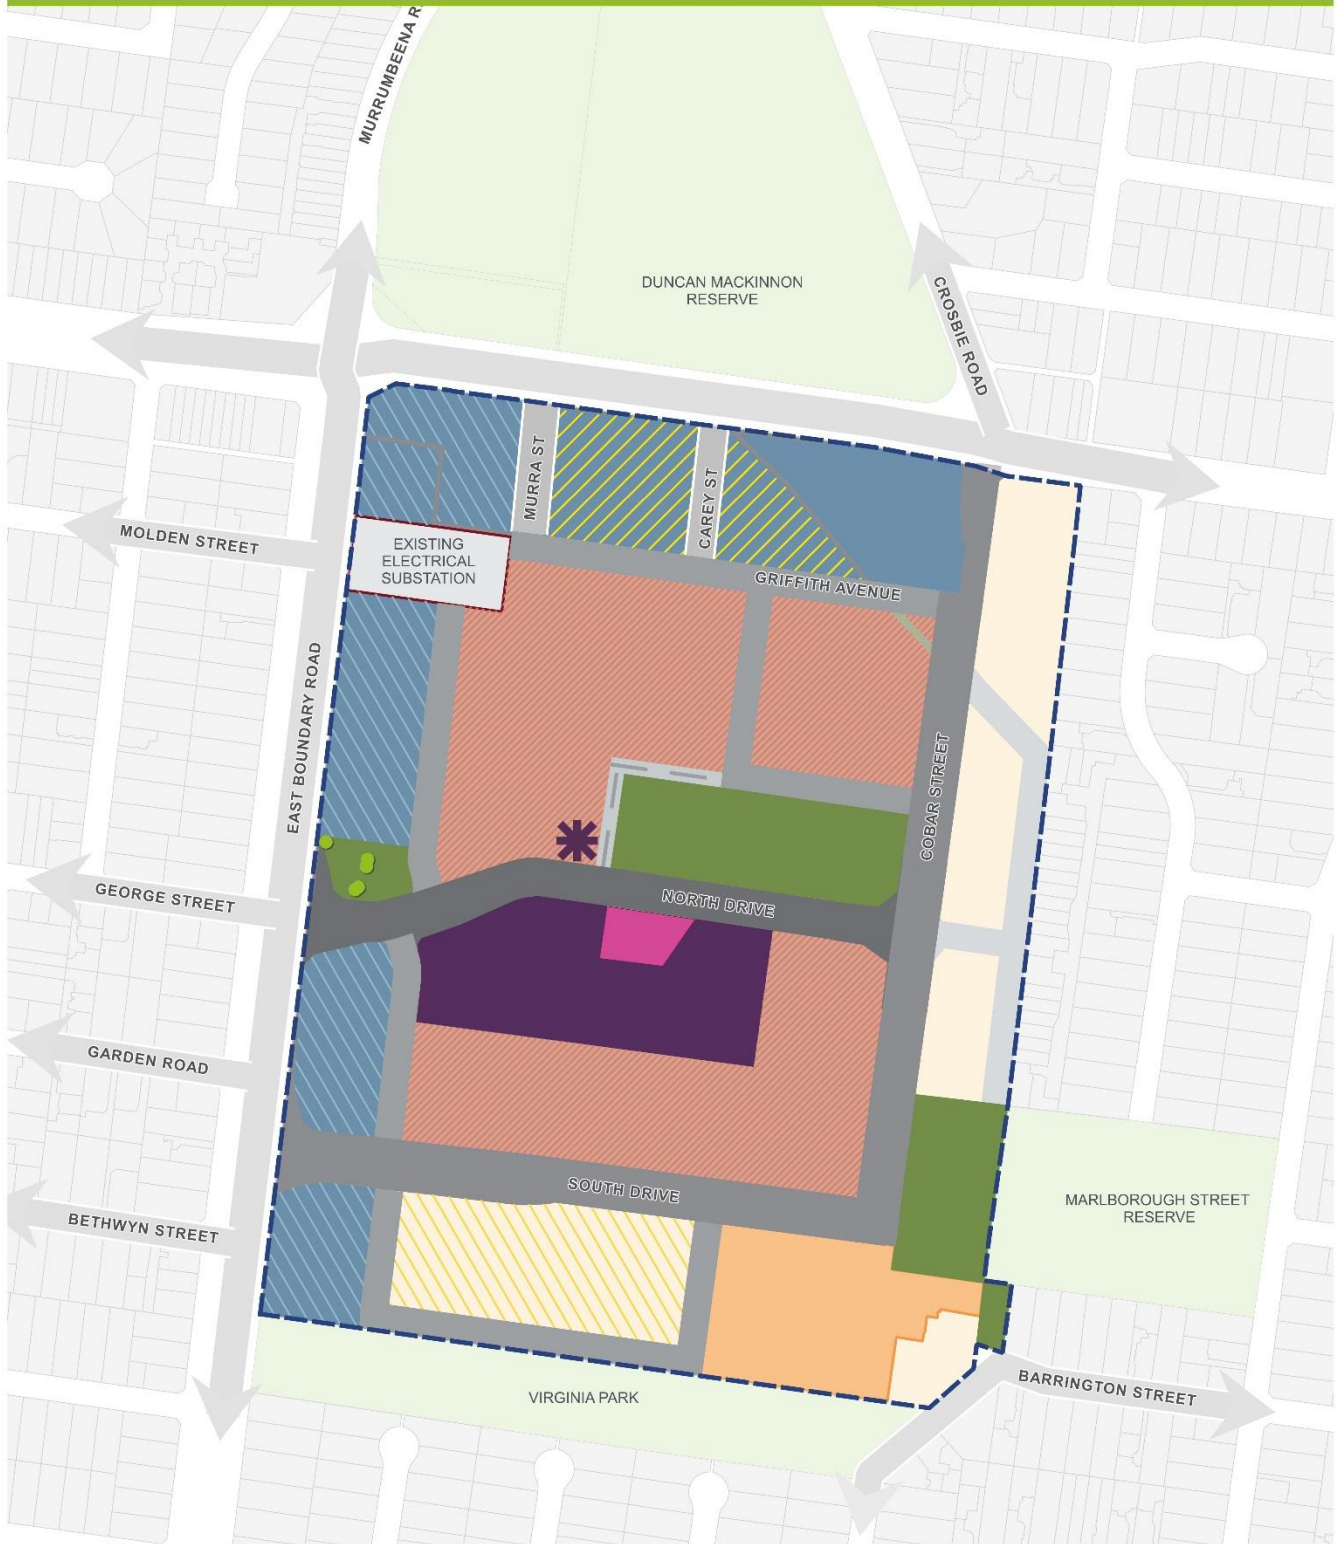 MURRUMBEENA R
DUNCAN MACKINNON
RESERVE
CROSBIE ROAD
MURRA ST
CAREY ST
MOLDEN STREET
EXISTING
ELECTRICAL
SUBSTATION
GRIFFITH AVENUE
EAST BOUNDARY ROAD
COBAR STREET
GEORGE STREET
NORTH DRIVE
GARDEN ROAD
SOUTH DRIVE
MARLBOROUGH STREET
RESERVE
BETHWYN STREET
BARRINGTON STREET
VIRGINIA PARK